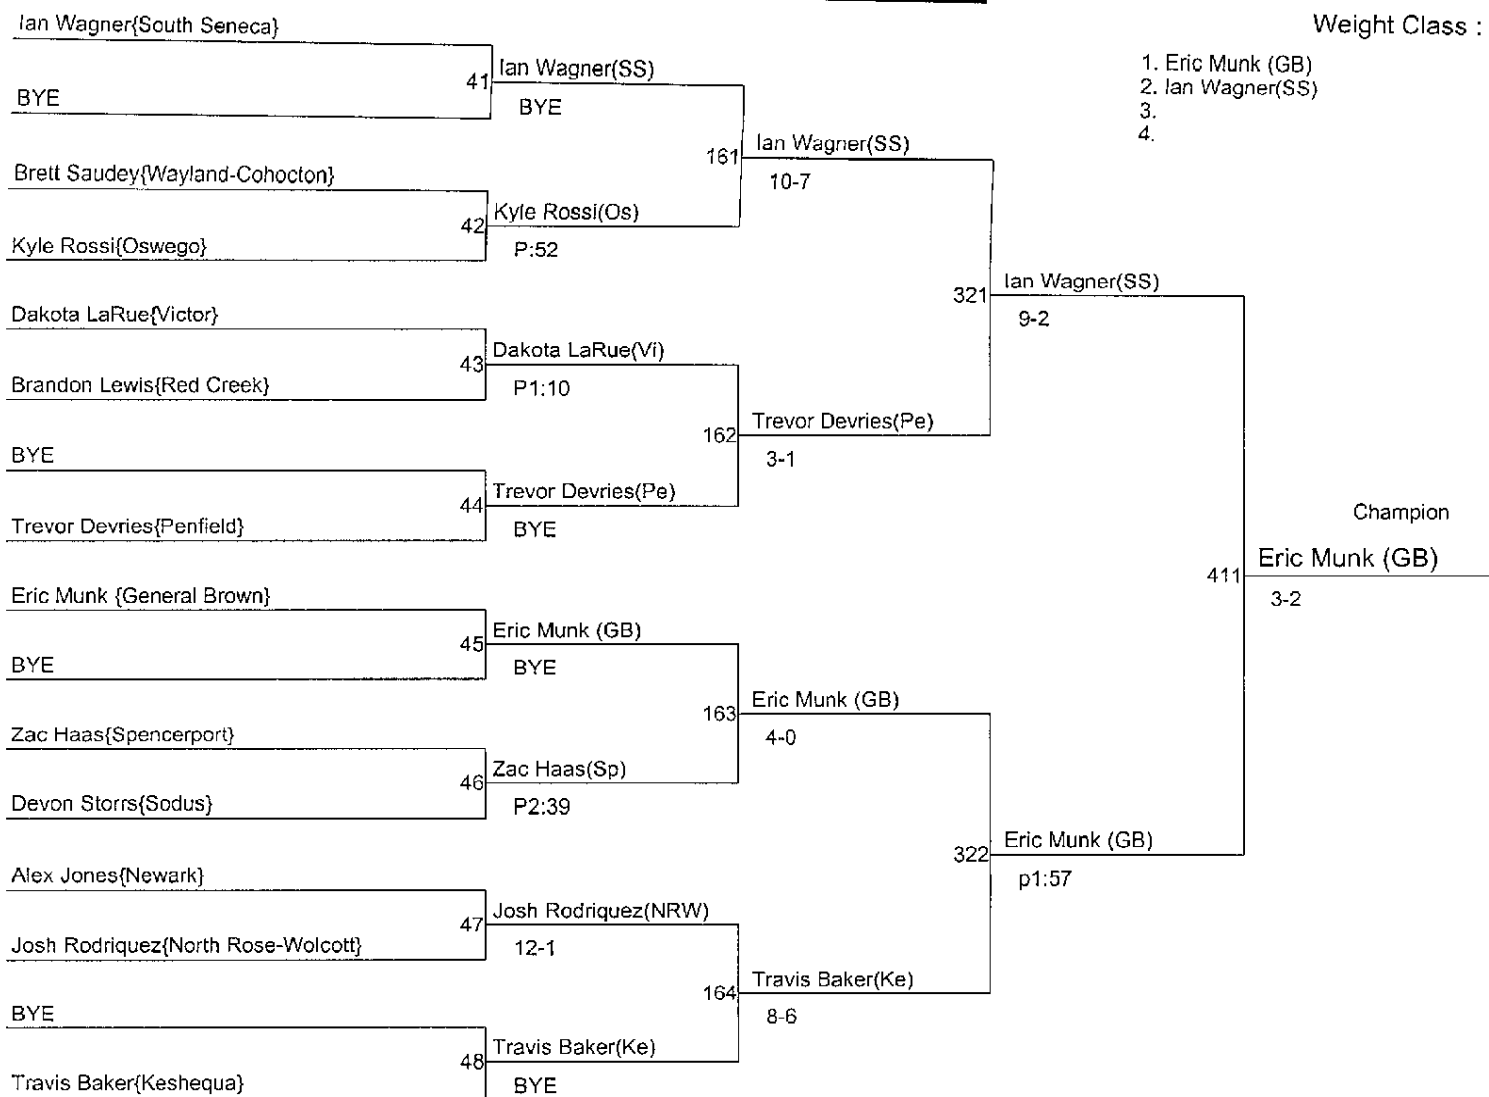 Ian Wagner{South Seneca}
BYE
Brett Saudey{Wayland-Cohocton}
Kyle Rossi{Oswego}
Dakota LaRue{Victor}
Brandon Lewis{Red Creek}
BYE
Trevor Devries{Penfield}
Eric Munk {General Brown}
BYE
Zac Haas{Spencerport}
Devon Storrs{Sodus}
Alex Jones{Newark}
Josh Rodriquez{North Rose-Wolcott}
BYE
Travis Baker{Keshequa}
41
Ian Wagner(SS)
BYE
42
Kyle Rossi(Os)
P:52
43
Dakota LaRue(Vi)
P1:10
44
Trevor Devries(Pe)
BYE
45
Eric Munk (GB)
BYE
46
Zac Haas(Sp)
P2:39
47
Josh Rodriquez(NRW)
12-1
48
Travis Baker(Ke)
BYE
161
Ian Wagner(SS)
10-7
162
Trevor Devries(Pe)
3-1
163
Eric Munk (GB)
4-0
164
Travis Baker(Ke)
8-6
321
Ian Wagner(SS)
9-2
322
Eric Munk (GB)
p1:57
Champion
411
Eric Munk (GB)
3-2
Weight Class :
1. Eric Munk (GB)
2. Ian Wagner(SS)
3.
4.